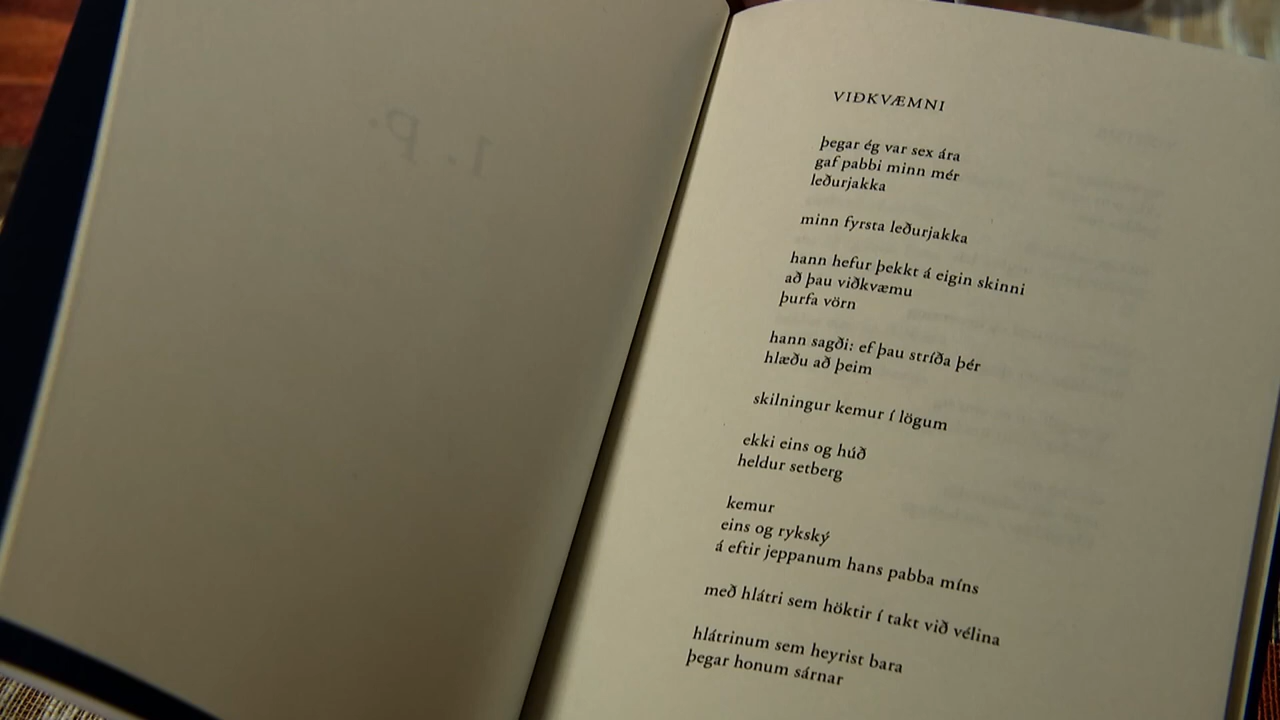 VIÐKVÆMNI
þegar ég var sex ára
gaf pabbi minn mér
leðurjakka
minn fyrsta leðurjakka
hann hefur þekkt á eigin skinni
að þau viðkvæmu
þurfa vörn
hann sagði: ef þau stríða þér
hlæðu að þeim
skilningur kemur í lögum
ekki eins og húð
heldur setberg
kemur
eins og rykský
á eftir jeppanum hans pabba míns
með hlátri sem höktir í takt við vélina
hlátrinum sem heyrist bara
þegar honum sárnar